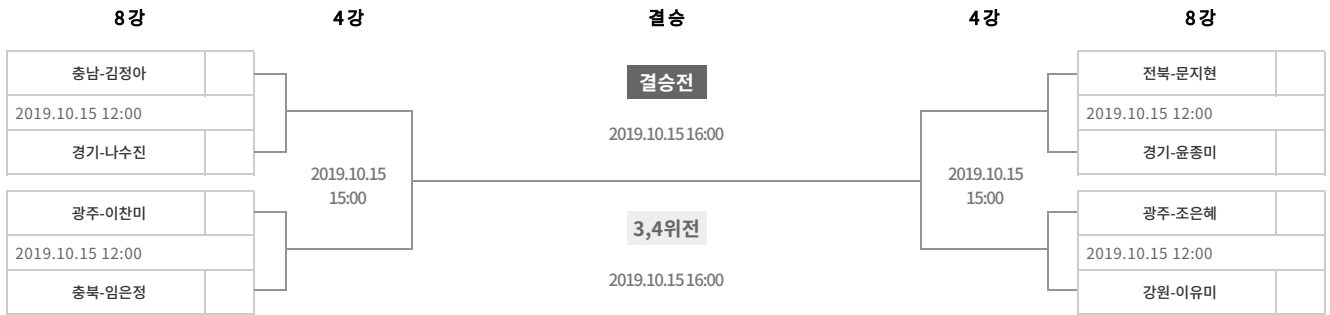 8강
4강
결승
4강
8강
충남-김정아
2019.10.15 12:00
경기-나수진
광주-이찬미
2019.10.15 12:00
충북-임은정
2019.10.15
15:00
결승전
2019.10.15 16:00
3,4위전
2019.10.15 16:00
2019.10.15
15:00
전북-문지현
2019.10.15 12:00
경기-윤종미
광주-조은혜
2019.10.15 12:00
강원-이유미